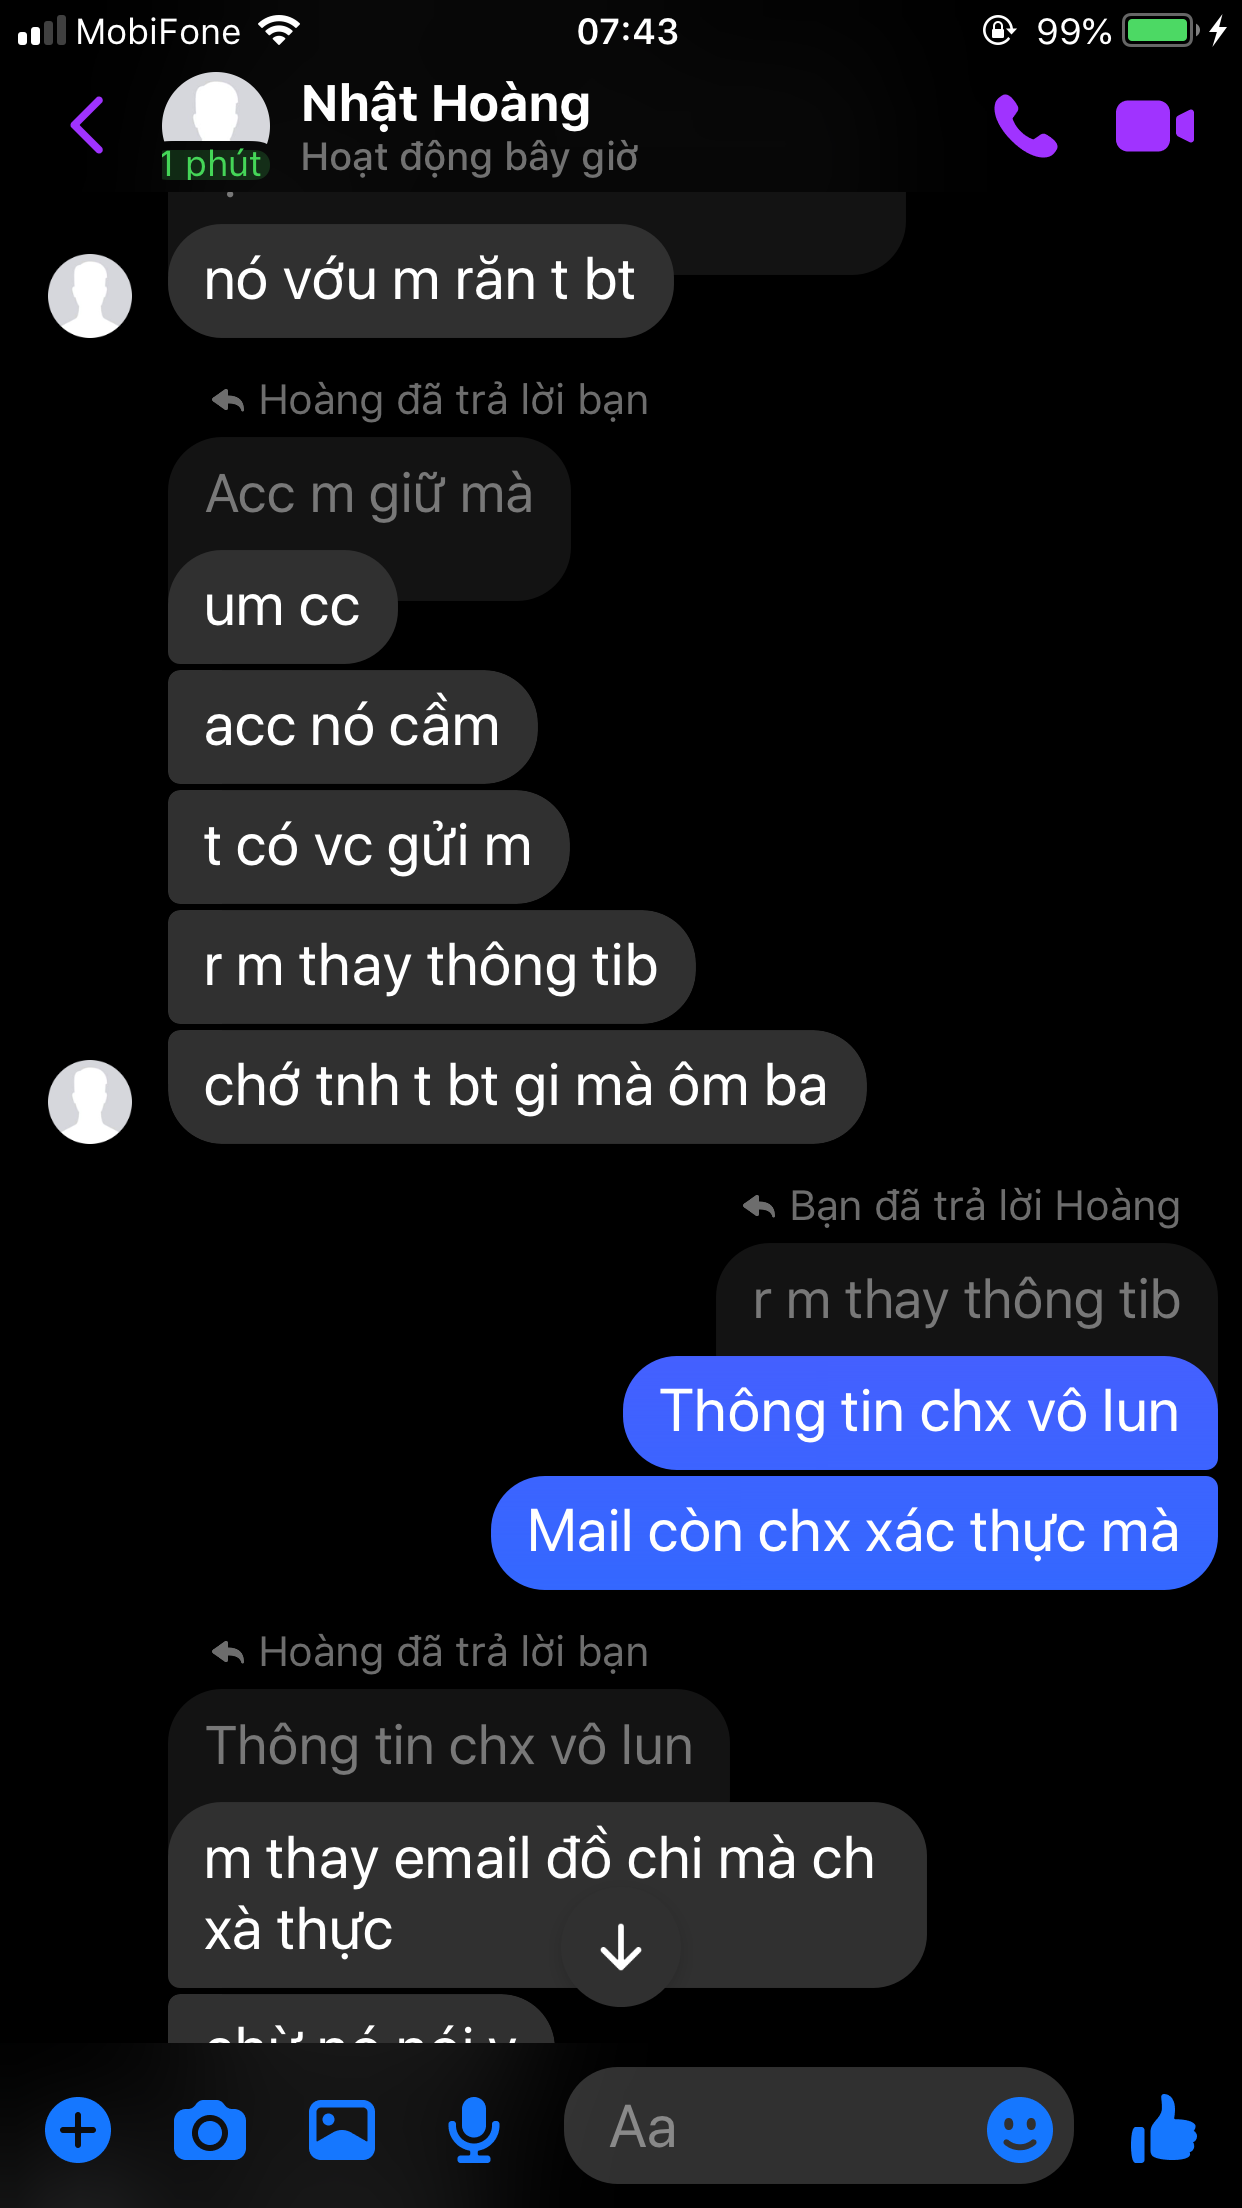 MobiFone 07:43 99%
Nhật Hoàng
1 phút
Hoạt động bây giờ
nó vớu m răn t bt
Hoàng đã trả lời bạn
Acc m giữ mà
um cc
acc nó cầm
t có vc gửi m
r m thay thông tib
chớ tnh t bt gi mà ôm ba
Bạn đã trả lời Hoàng
r m thay thông tib
Thông tin chx vô lun
Mail còn chx xác thực mà
Hoàng đã trả lời bạn
Thông tin chx vô lun
m thay email đồ chi mà ch
xà thực
chừ nó nói v
Aa